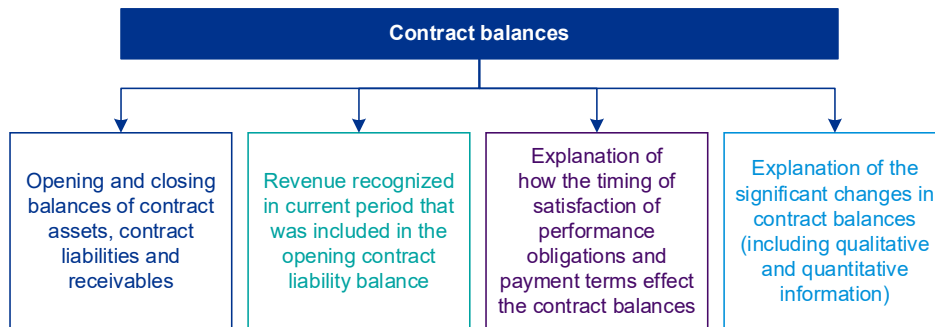 Contract balances
Opening and closing
balances of contract
assets, contract
liabilities and
receivables
Revenue recognized
in current period that
was included in the
opening contract
liability balance
Explanation of
how the timing of
satisfaction of
performance
obligations and
payment terms effect
the contract balances
Explanation of the
significant changes in
contract balances
(including qualitative
and quantitative
information)